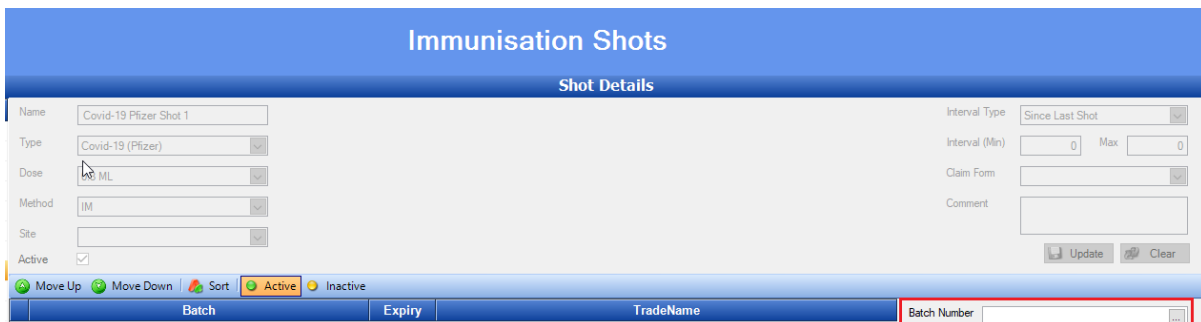 Immunisation Shots
Shot Details
Name Covid-19 Pfizer Shot 1 Interval Type Since Last Shot
Type Covid-19 (Pfizer) Interval (Min) 0 Max 0
Dose ML Claim Form
Method IM Comment
Site
Active Update Clear
Move Up Move Down Sort Active Inactive
Batch Expiry TradeName Batch Number ...